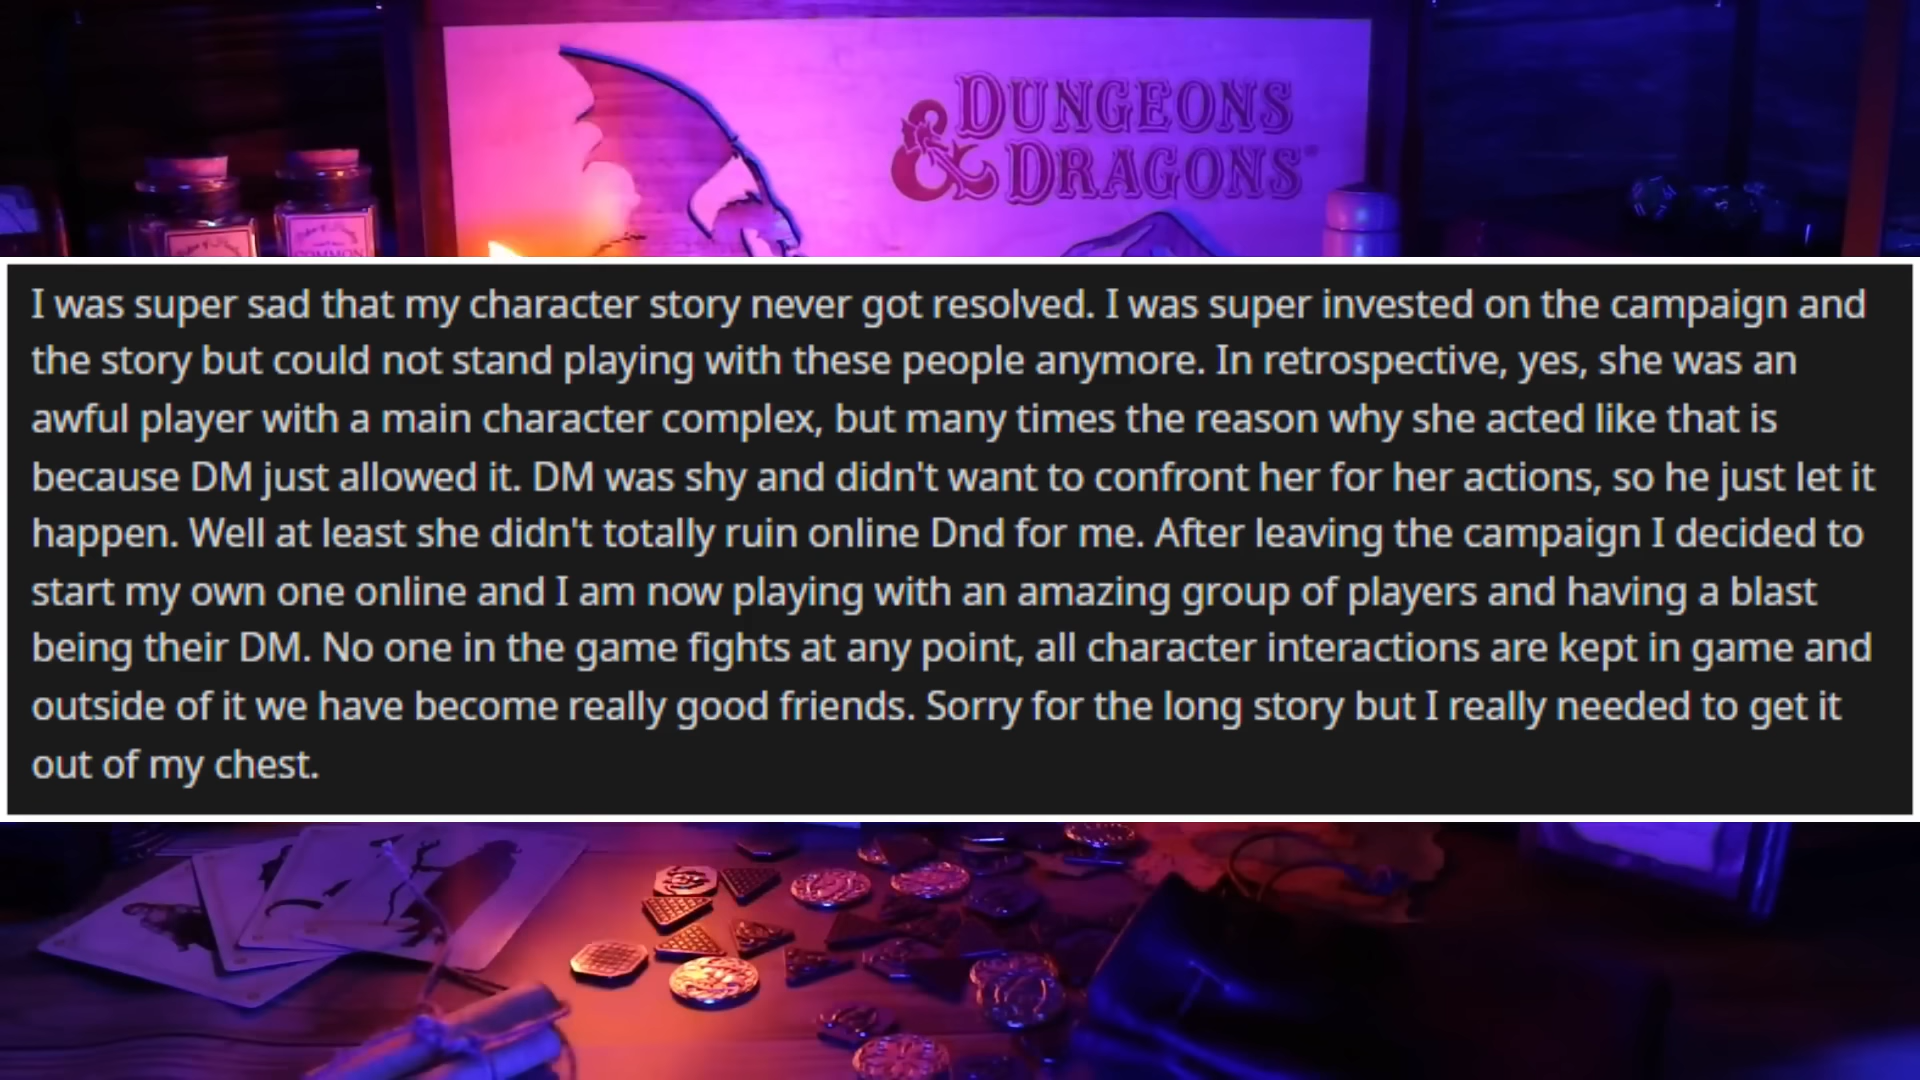 DUNGEONS
& DRAGONS
COMMON
I was super sad that my character story never got resolved. I was super invested on the campaign and
the story but could not stand playing with these people anymore. In retrospective, yes, she was an
awful player with a main character complex, but many times the reason why she acted like that is
because DM just allowed it. DM was shy and didn't want to confront her for her actions, so he just let it
happen. Well at least she didn't totally ruin online Dnd for me. After leaving the campaign I decided to
start my own one online and I am now playing with an amazing group of players and having a blast
being their DM. No one in the game fights at any point, all character interactions are kept in game and
outside of it we have become really good friends. Sorry for the long story but I really needed to get it
out of my chest.